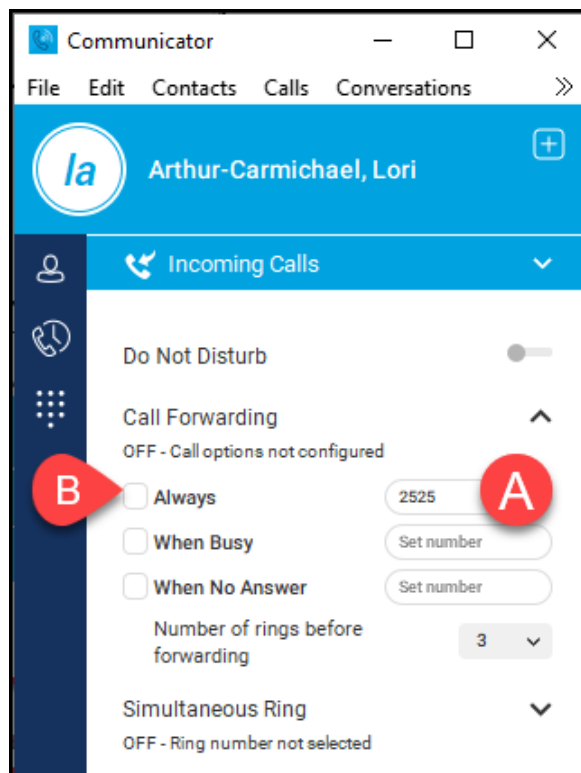 Communicator
File Edit Contacts Calls Conversations
la Arthur-Carmichael, Lori
Incoming Calls
Do Not Disturb
Call Forwarding
OFF - Call options not configured
B Always 2525 A
When Busy Set number
When No Answer Set number
Number of rings before 3
forwarding
Simultaneous Ring
OFF - Ring number not selected